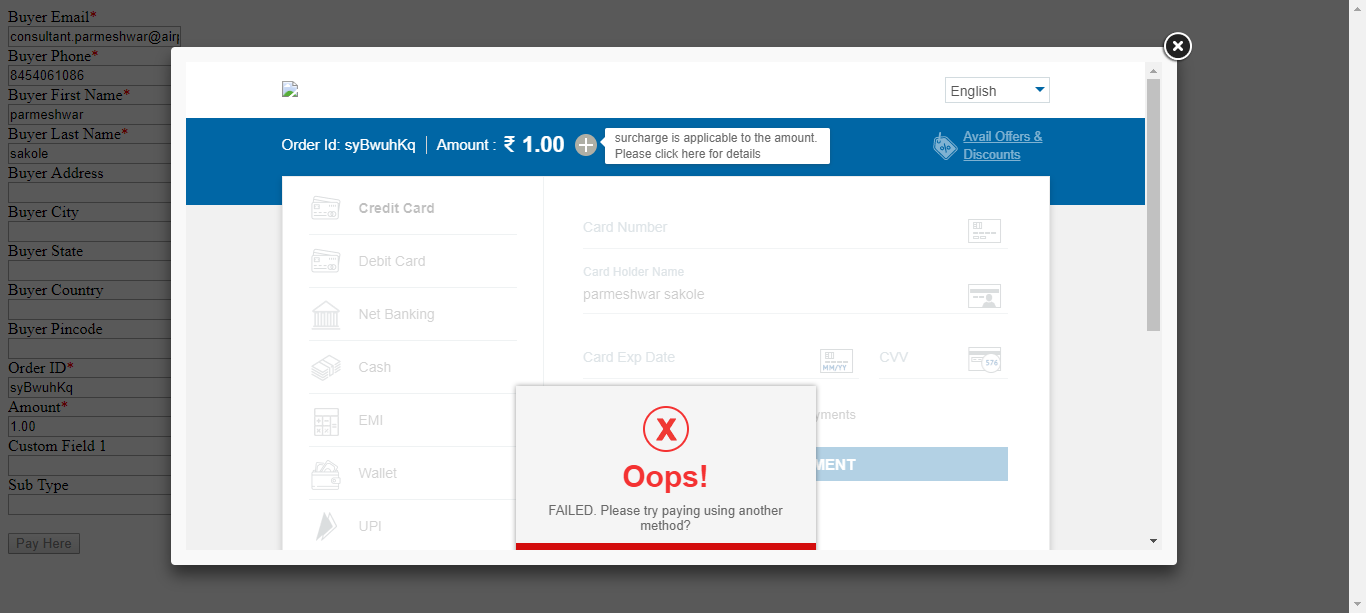 Buyer Email*
consultant.parmeshwar@air
Buyer Phone*
8454061086
Buyer First Name*
parmeshwar
Buyer Last Name*
sakole
Buyer Address
Buyer City
Buyer State
Buyer Country
Buyer Pincode
Order ID*
syBwuhKq
Amount*
1.00
Custom Field 1
Sub Type
Pay Here
English
Order Id: syBwuhKq
Amount : ₹ 1.00
surcharge is applicable to the amount.
Please click here for details
Avail Offers &
Discounts
Credit Card
Debit Card
Net Banking
Cash
EMI
Wallet
UPI
Card Number
Card Holder Name
parmeshwar sakole
Card Exp Date
MM/YY
CVV
576
yments
MENT
X
Oops!
FAILED. Please try paying using another
method?